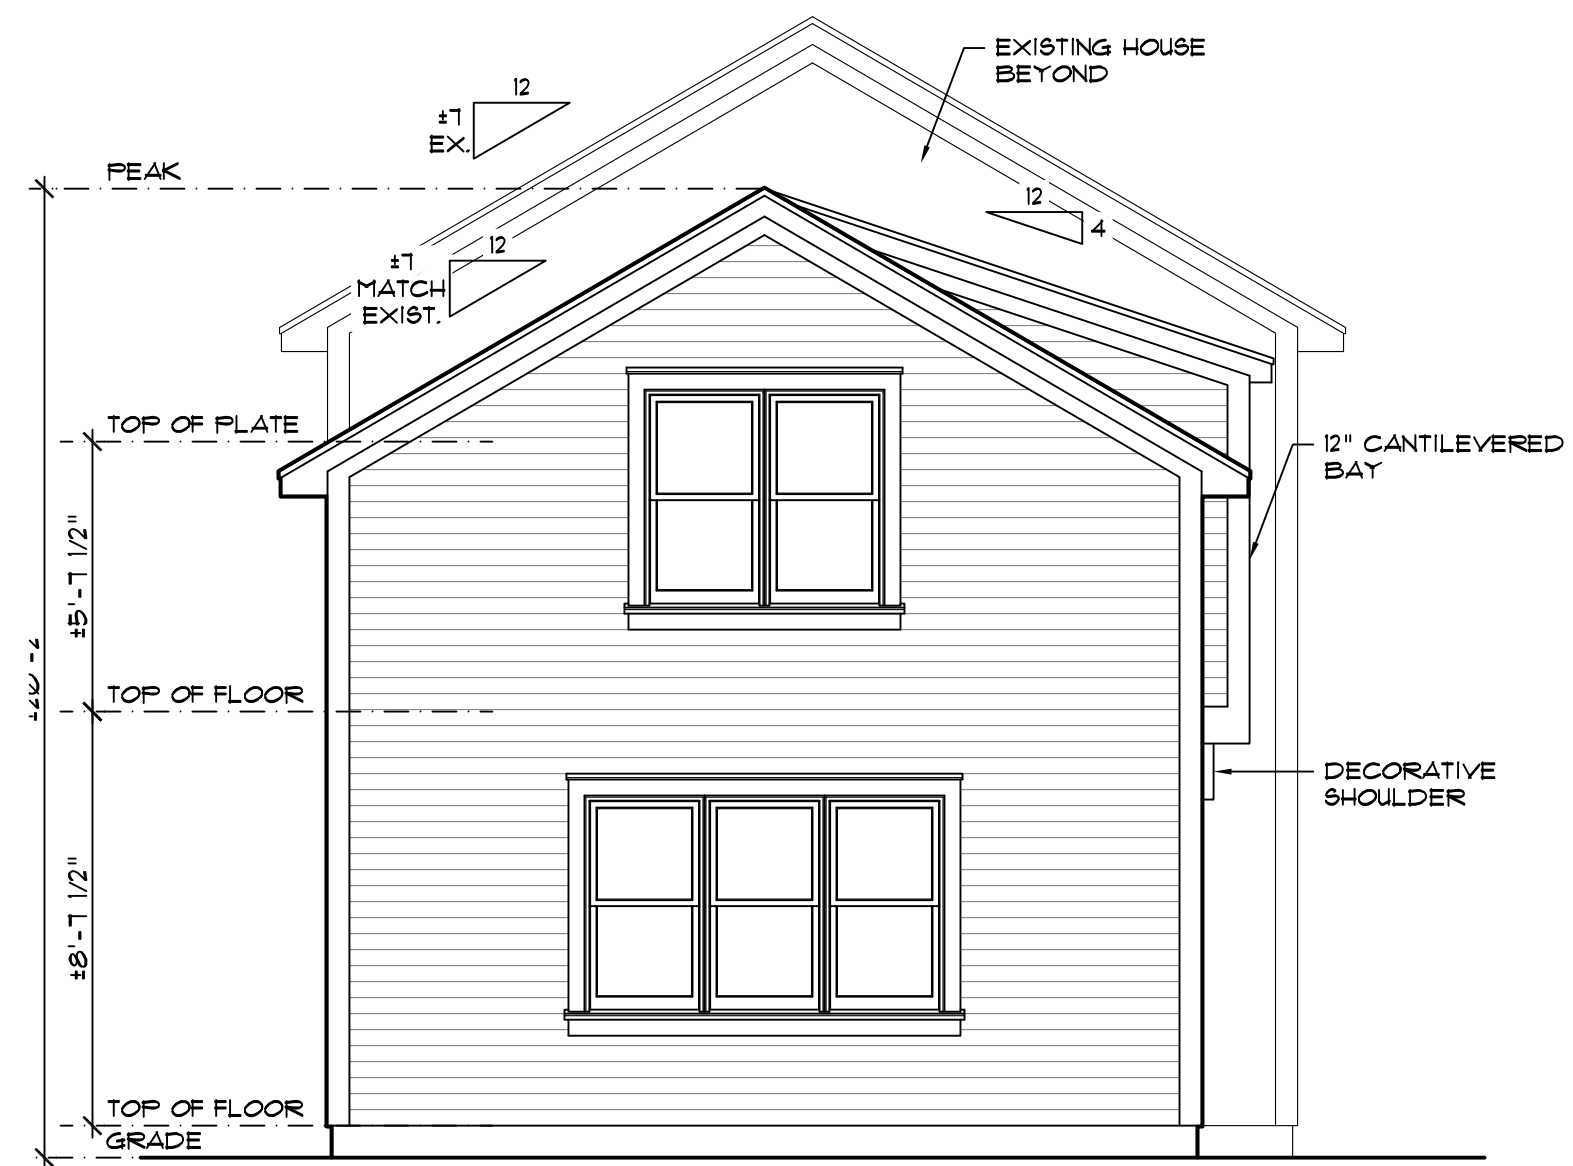 EXISTING HOUSE
BEYOND
12
±7
EX.
PEAK
12
4
12
±7
MATCH
EXIST.
TOP OF PLATE
12" CANTILEVERED
BAY
±5'-7 1/2"
TOP OF FLOOR
DECORATIVE
SHOULDER
±8'-7 1/2"
TOP OF FLOOR
GRADE